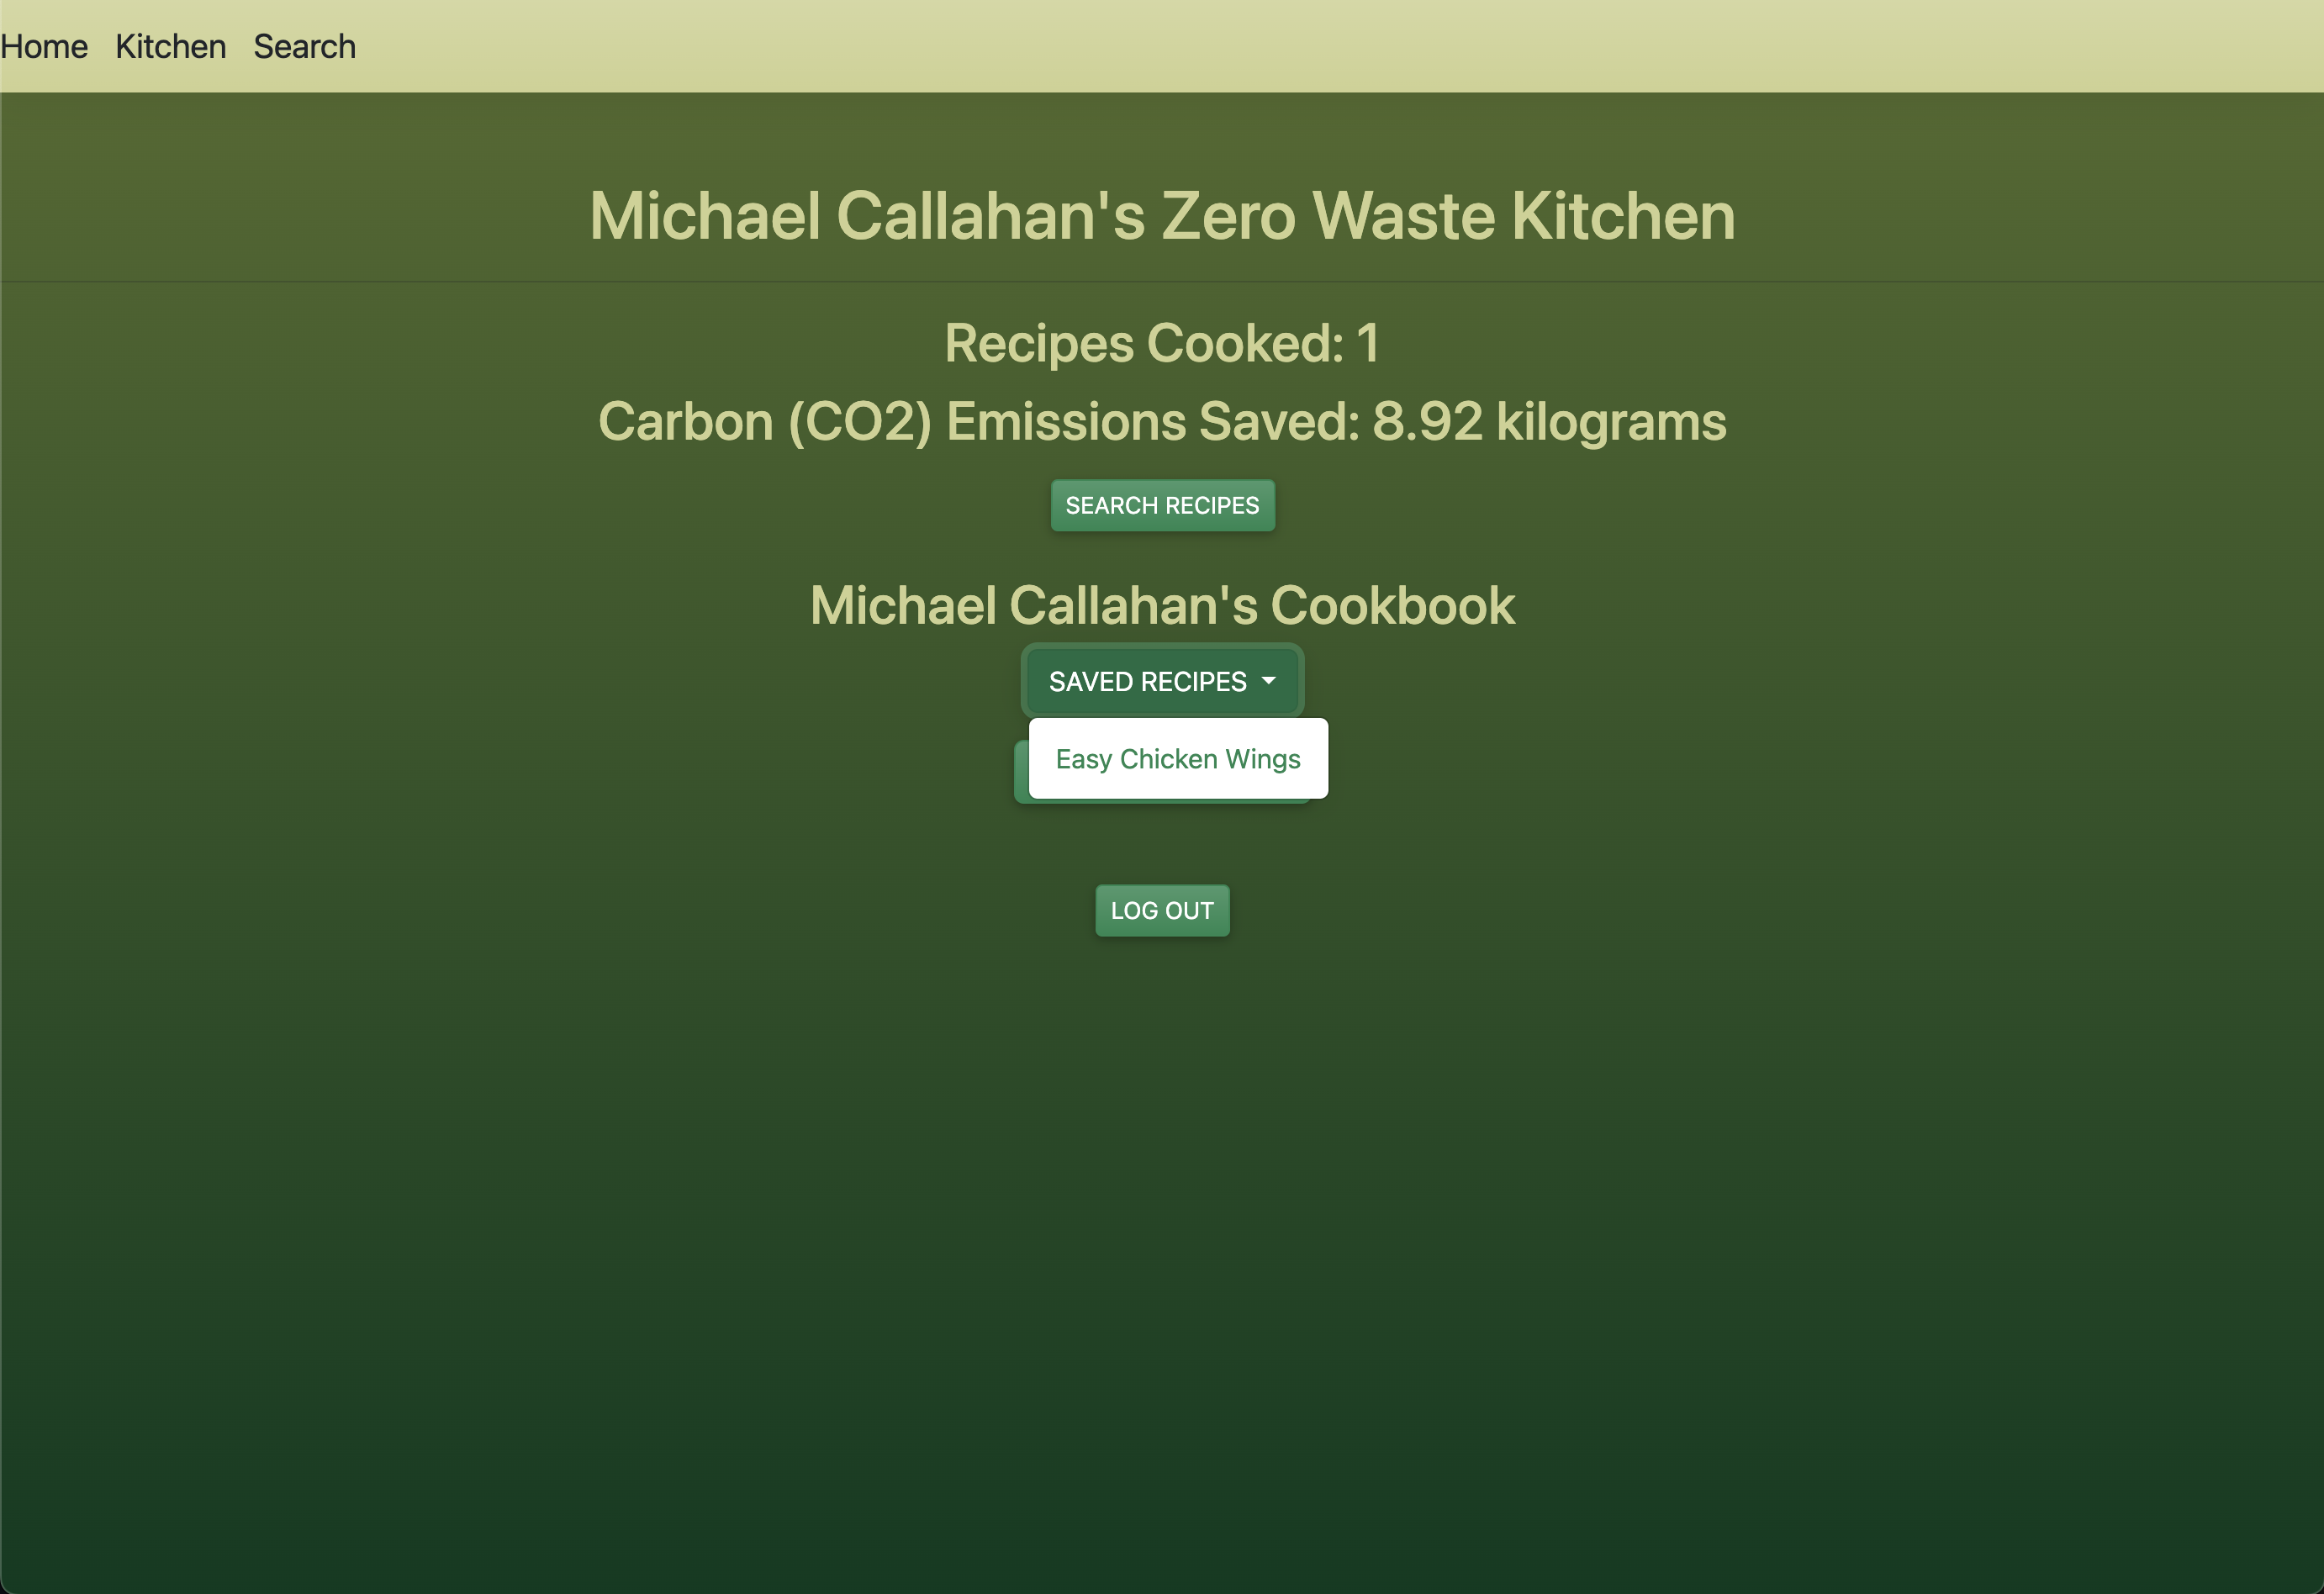 Home Kitchen Search
Michael Callahan's Zero Waste Kitchen
Recipes Cooked: 1
Carbon (CO2) Emissions Saved: 8.92 kilograms
SEARCH RECIPES
Michael Callahan's Cookbook
SAVED RECIPES
Easy Chicken Wings
LOG OUT